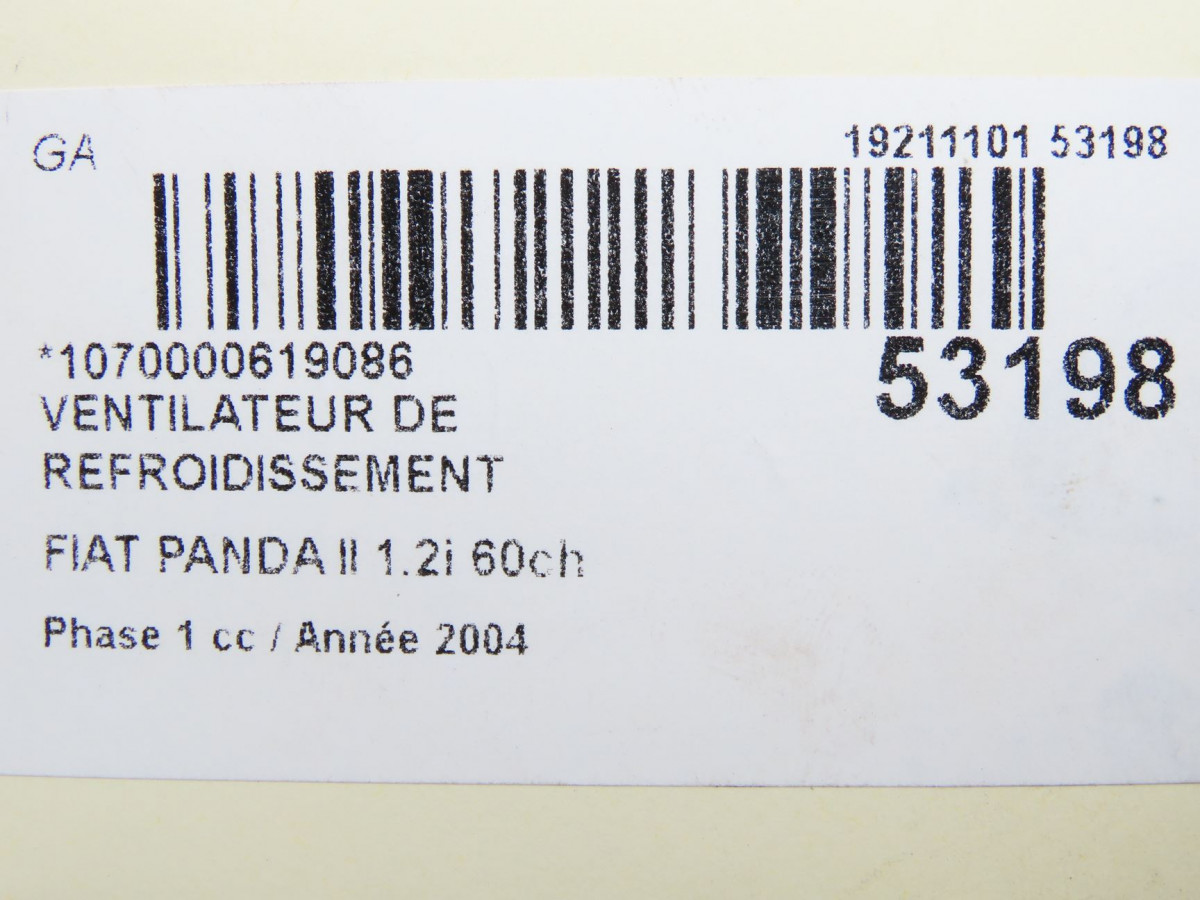 GA
19211101 53198
*1070000619086
53198
VENTILATEUR DE
REFROIDISSEMENT
FIAT PANDA II 1.2i 60ch
Phase 1 cc / Année 2004